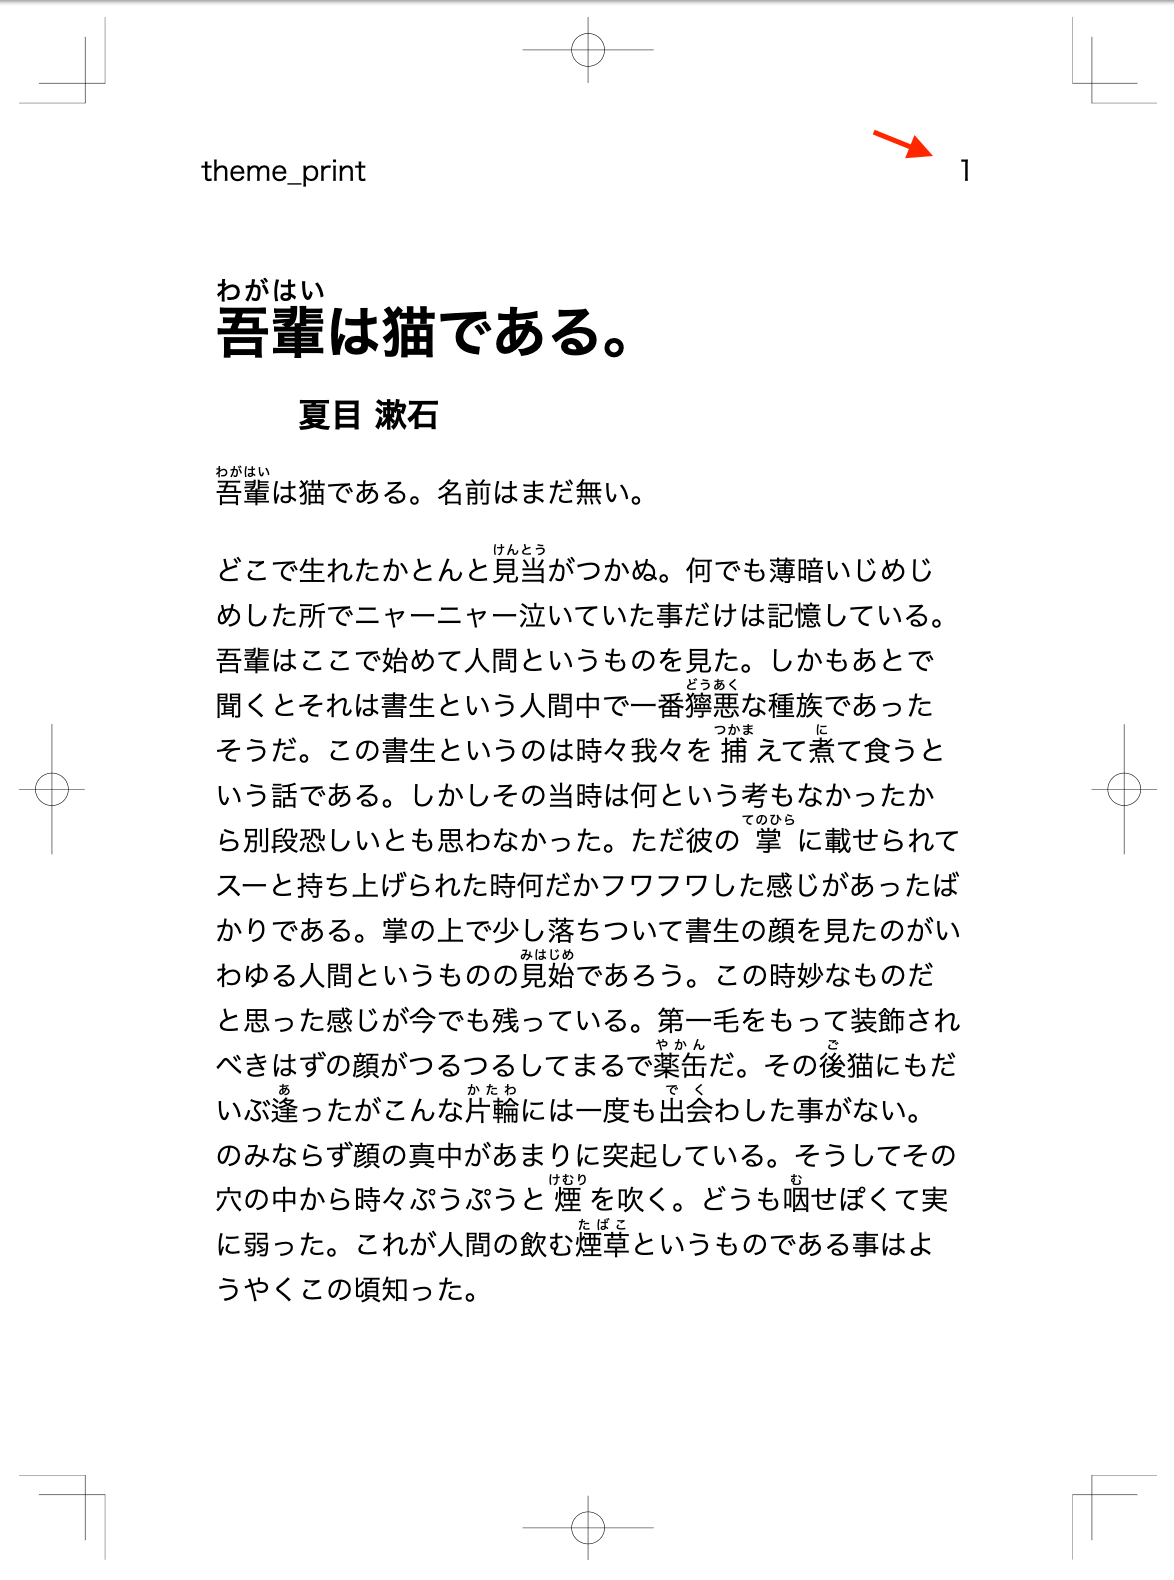 theme_print
1
わがはい
吾輩は猫である。
夏目 漱石
わがはい
吾輩は猫である。名前はまだ無い。
けんとう
どこで生れたかとんと見当がつかぬ。何でも薄暗いじめじ
めした所でニャーニャー泣いていた事だけは記憶している。
吾輩はここで始めて人間というものを見た。しかもあとで
どうあく
聞くとそれは書生という人間中で一番獰悪な種族であった
つかま に
そうだ。この書生というのは時々我々を捕えて煮て食うと
いう話である。しかしその当時は何という考もなかったか
てのひら
ら別段恐しいとも思わなかった。ただ彼の掌に載せられて
スーと持ち上げられた時何だかフワフワした感じがあったば
かりである。掌の上で少し落ちついて書生の顔を見たのがい
みはじめ
わゆる人間というものの見始であろう。この時妙なものだ
と思った感じが今でも残っている。第一毛をもって装飾され
やかん ご
べきはずの顔がつるつるしてまるで薬缶だ。その後猫にもだ
あ かたわ でく
いぶ逢ったがこんな片輪には一度も出会わした事がない。
のみならず顔の真中があまりに突起している。そうしてその
けむり む
穴の中から時々ぷうぷうと煙を吹く。どうも咽せぽくて実
たばこ
に弱った。これが人間の飲む煙草というものである事はよ
うやくこの頃知った。